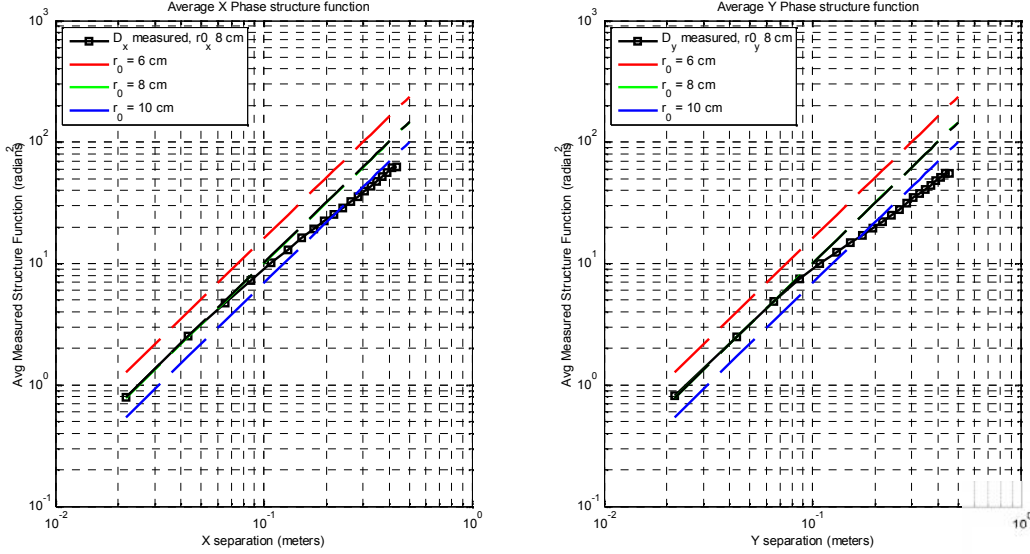 Average X Phase structure function
D_x measured, r0_x 8 cm
r_0 = 6 cm
r_0 = 8 cm
r_0 = 10 cm
Avg Measured Structure Function (radians^2)
10^3
10^2
10^1
10^0
10^-1
10^-2
10^-1
10^0
X separation (meters)
Average Y Phase structure function
D_y measured, r0_y 8 cm
r_0 = 6 cm
r_0 = 8 cm
r_0 = 10 cm
Avg Measured Structure Function (radians^2)
10^3
10^2
10^1
10^0
10^-1
10^-2
10^-1
10^0
Y separation (meters)